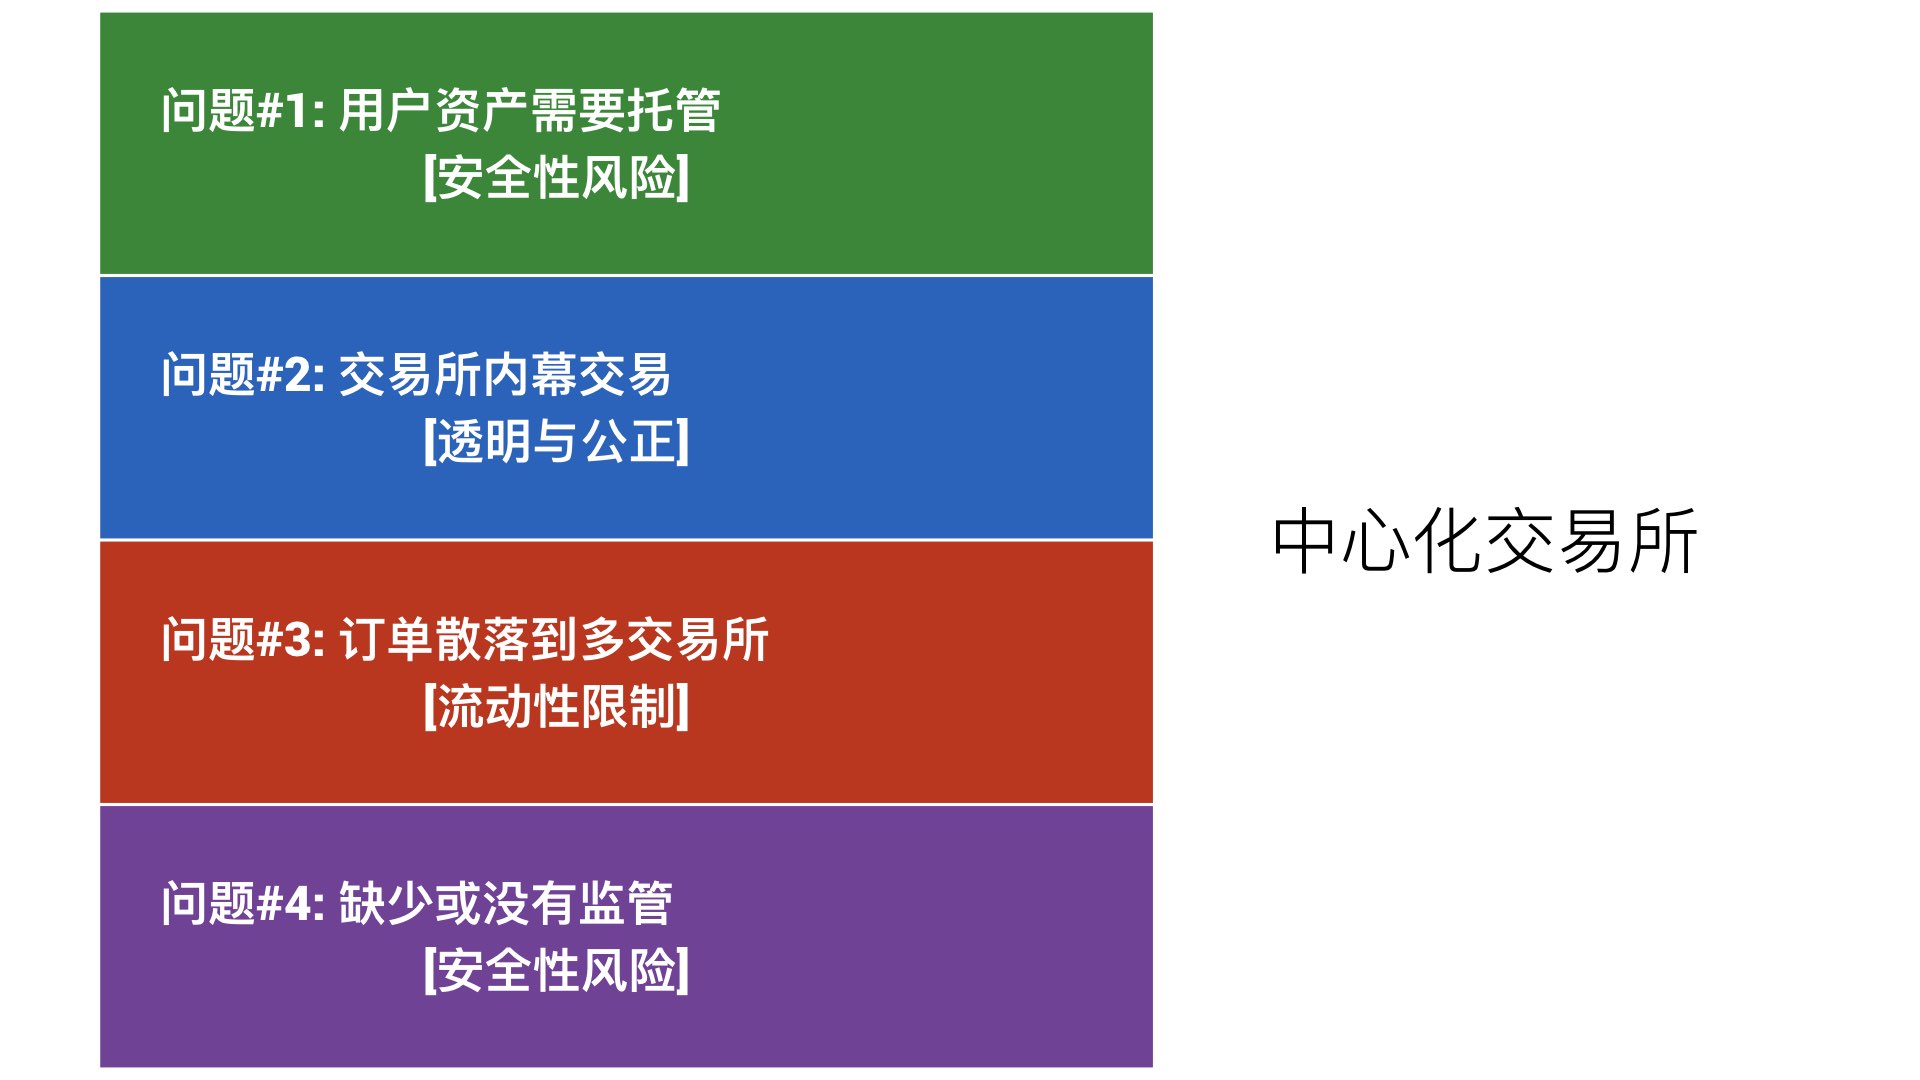 问题#1: 用户资产需要托管
[安全性风险]
问题#2: 交易所内幕交易
[透明与公正]
问题#3: 订单散落到多交易所
[流动性限制]
问题#4: 缺少或没有监管
[安全性风险]
中心化交易所